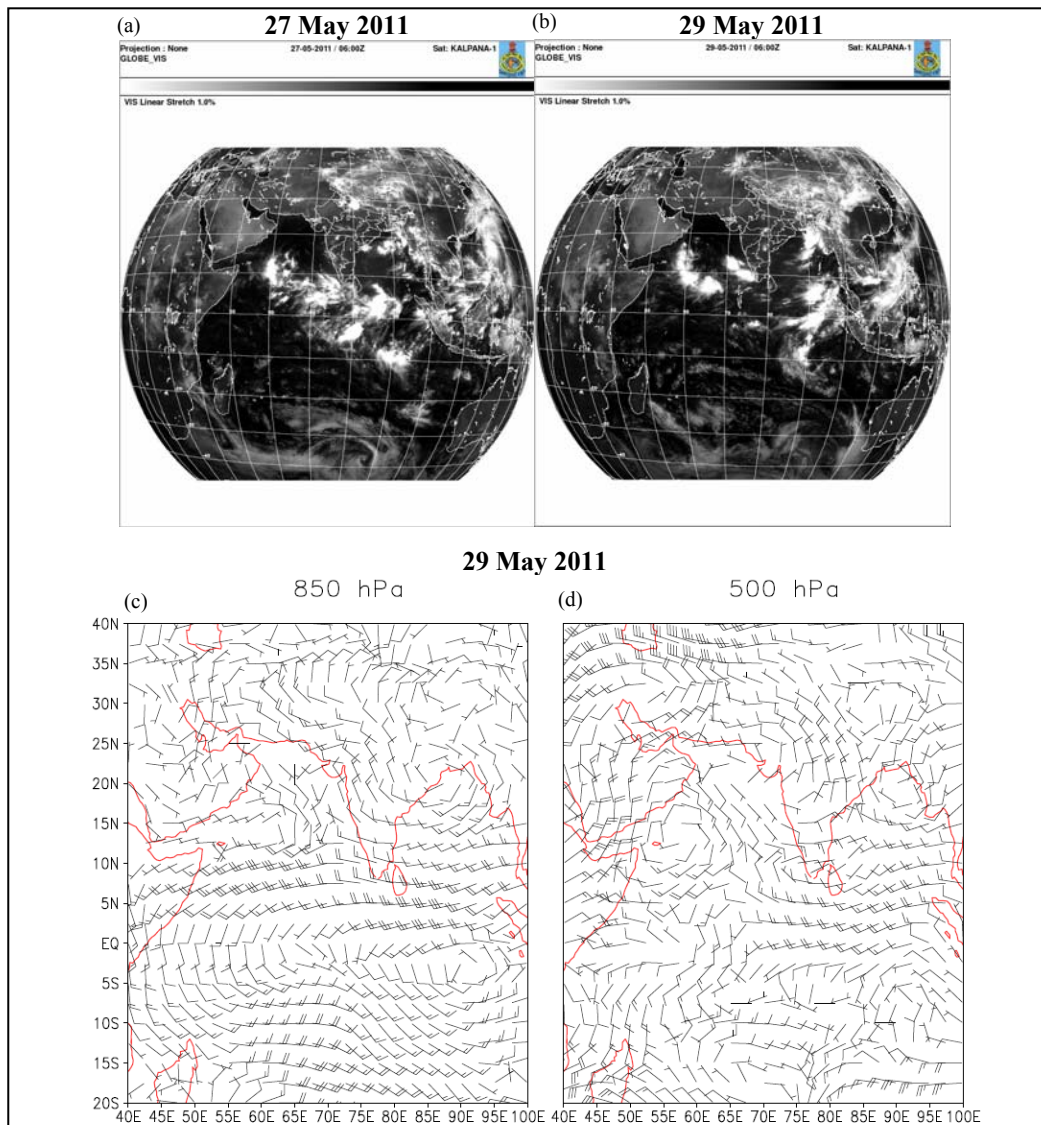 (a) 27 May 2011
(b) 29 May 2011
Projection : None 27-05-2011 / 06:00Z Sat: KALPANA-1
GLOBE_VIS
VIS Linear Stretch 1.0%
Projection : None 29-05-2011 / 06:00Z Sat: KALPANA-1
GLOBE_VIS
VIS Linear Stretch 1.0%
29 May 2011
(c) 850 hPa
(d) 500 hPa
40N
35N
30N
25N
20N
15N
10N
5N
EQ
5S
10S
15S
20S
40E 45E 50E 55E 60E 65E 70E 75E 80E 85E 90E 95E 100E
40E 45E 50E 55E 60E 65E 70E 75E 80E 85E 90E 95E 100E